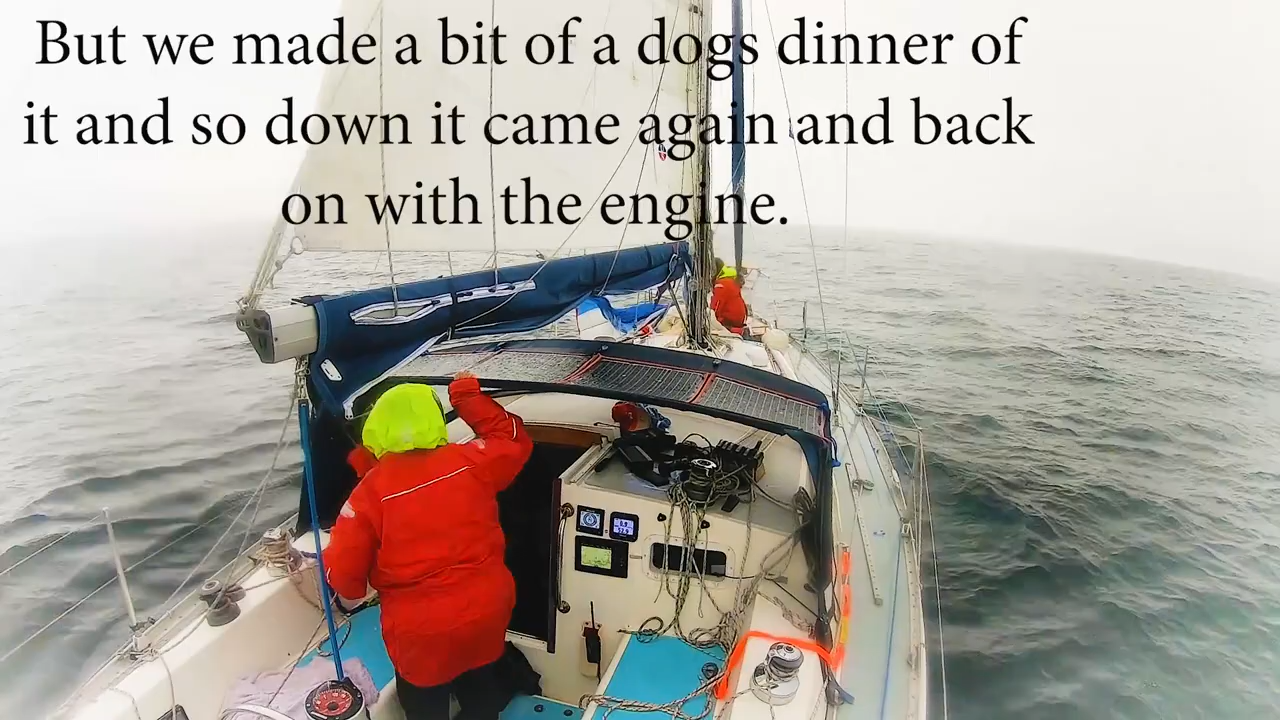 But we made a bit of a dogs dinner of
it and so down it came again and back
on with the engine.